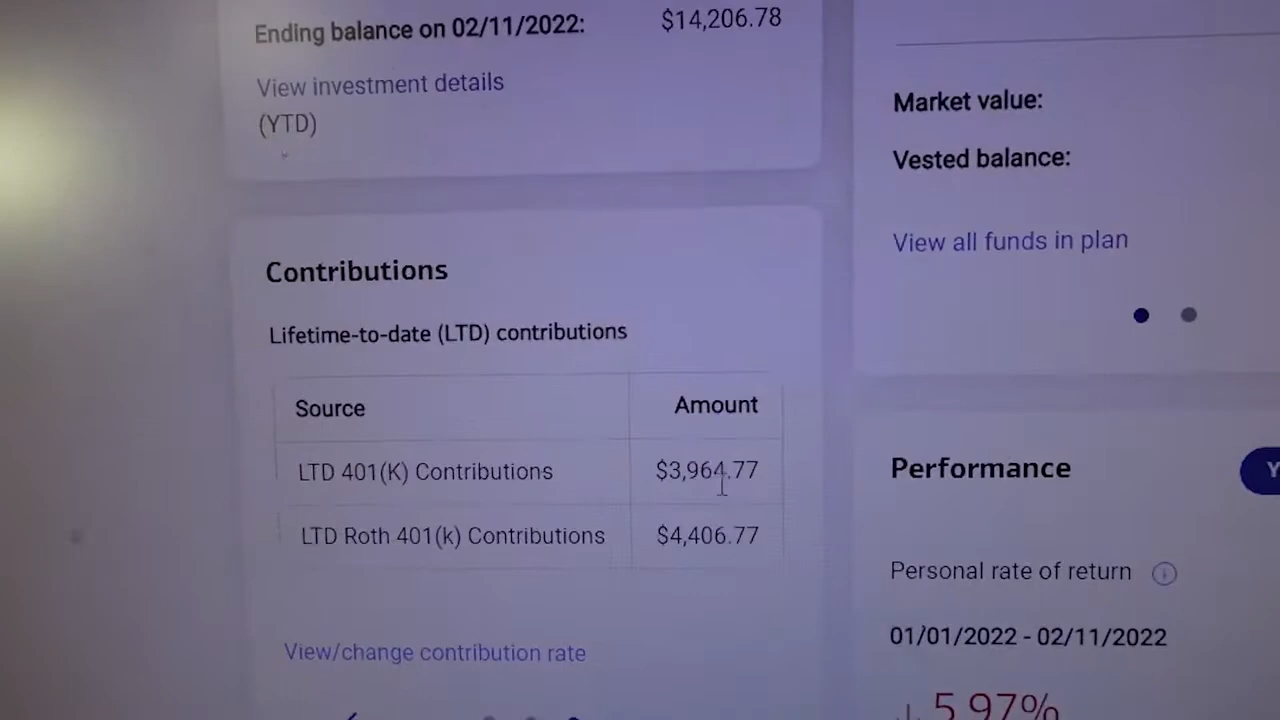 Ending balance on 02/11/2022: $14,206.78
View investment details
(YTD)
Contributions
Lifetime-to-date (LTD) contributions
Source Amount
LTD 401(K) Contributions $3,964.77
LTD Roth 401(k) Contributions $4,406.77
View/change contribution rate
Market value:
Vested balance:
View all funds in plan
Performance
Y
Personal rate of return
01/01/2022 - 02/11/2022
↓ 5.97%